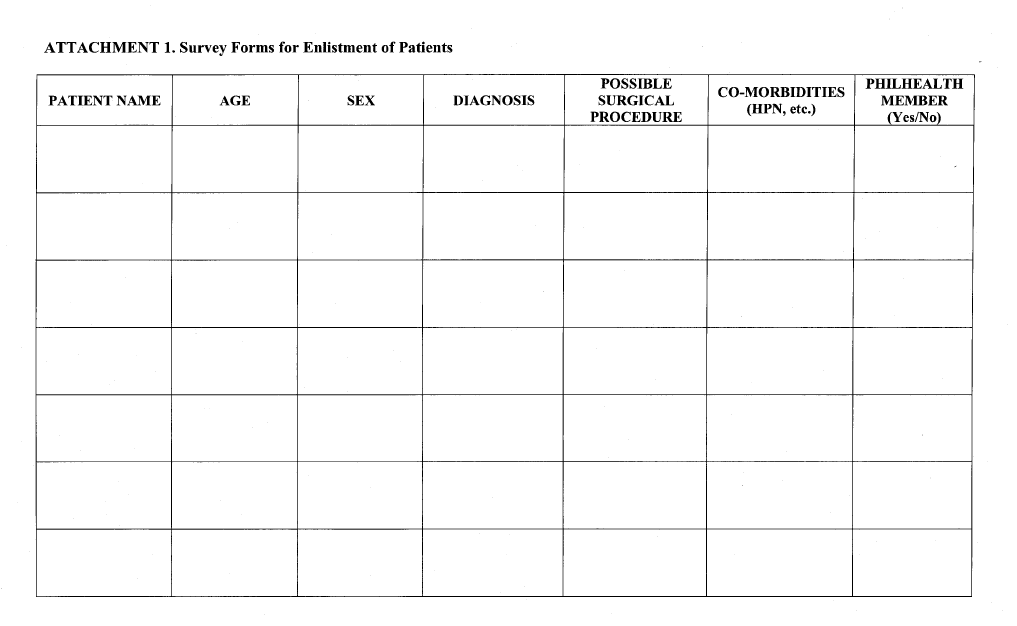 ATTACHMENT 1. Survey Forms for Enlistment of Patients
PATIENT NAME
AGE
SEX
DIAGNOSIS
POSSIBLE
SURGICAL
PROCEDURE
CO-MORBIDITIES
(HPN, etc.)
PHILHEALTH
MEMBER
(Yes/No)